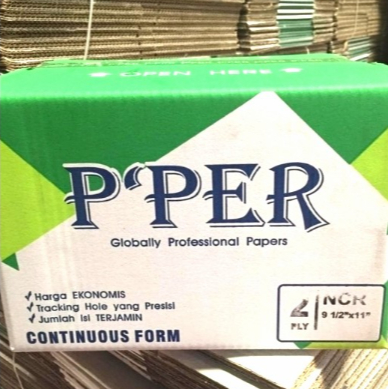 OPEN HERE
P'PER
Globally Professional Papers
✓ Harga EKONOMIS
✓ Tracking Hole yang Presisi
✓ Jumlah Isi TERJAMIN
CONTINUOUS FORM
2 PLY
NCR
9 1/2"x11"